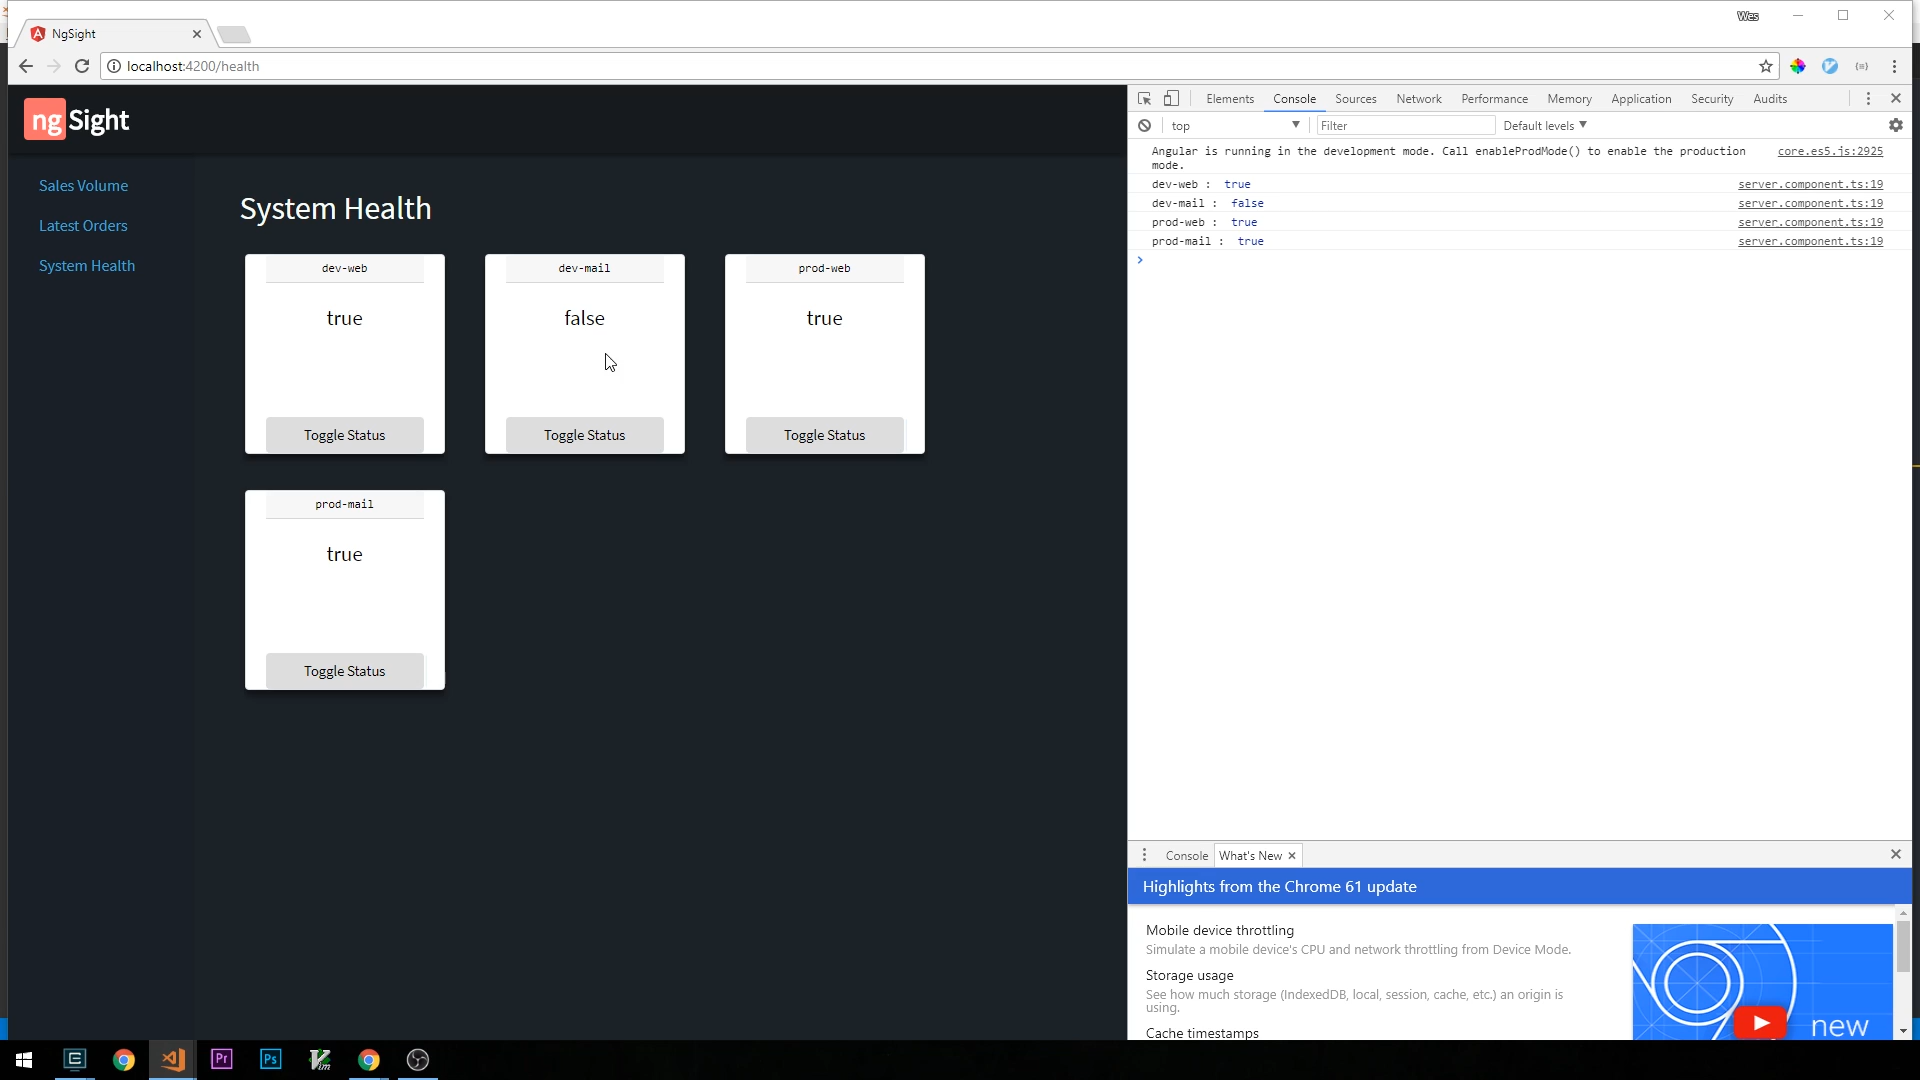 Wes
NgSight
localhost:4200/health
ng Sight
Sales Volume
Latest Orders
System Health
System Health
dev-web
true
Toggle Status
dev-mail
false
Toggle Status
prod-web
true
Toggle Status
prod-mail
true
Toggle Status
Elements Console Sources Network Performance Memory Application Security Audits
top Filter Default levels
Angular is running in the development mode. Call enableProdMode() to enable the production core.es5.js:2925
mode.
dev-web : true server.component.ts:19
dev-mail : false server.component.ts:19
prod-web : true server.component.ts:19
prod-mail : true server.component.ts:19
Console What's New
Highlights from the Chrome 61 update
Mobile device throttling
Simulate a mobile device's CPU and network throttling from Device Mode.
Storage usage
See how much storage (IndexedDB, local, session, cache, etc.) an origin is
using.
Cache timestamps
new
Pr
Ps